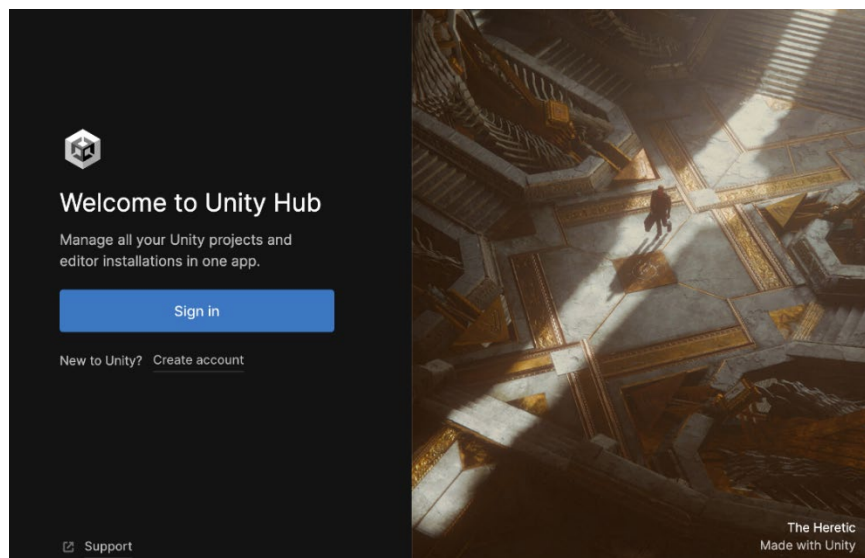 Welcome to Unity Hub
Manage all your Unity projects and
editor installations in one app.
Sign in
New to Unity? Create account
Support
The Heretic
Made with Unity